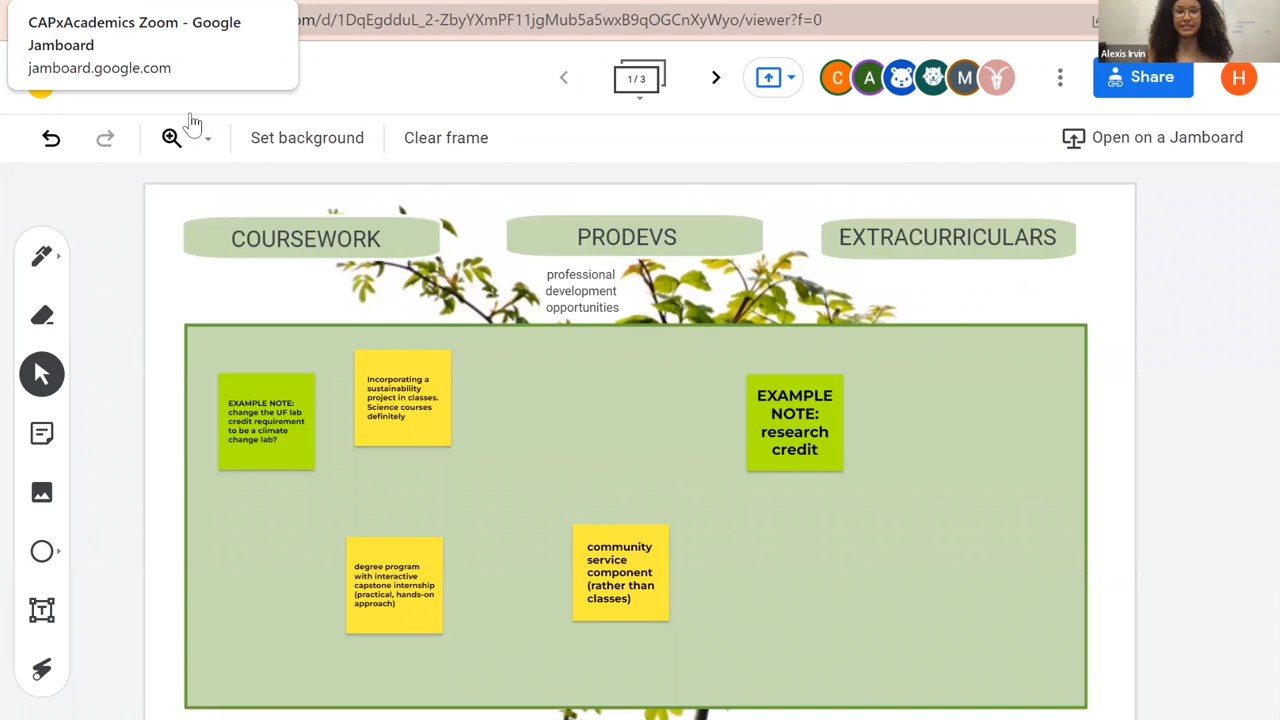 CAPxAcademics Zoom - Google
Jamboard
jamboard.google.com
om/d/1DqEgdduL_2-ZbyYXmPF11jgMub5a5wxB9qOGCnXyWyo/viewer?f=0
Alexis Irvin
1/3
C
A
M
Share
H
Set background
Clear frame
Open on a Jamboard
COURSEWORK
PRODEVS
EXTRACURRICULARS
professional
development
opportunities
EXAMPLE NOTE:
change the UF lab
credit requirement
to be a climate
change lab?
Incorporating a
sustainability
project in classes.
Science courses
definitely
EXAMPLE
NOTE:
research
credit
degree program
with interactive
capstone internship
(practical, hands-on
approach)
community
service
component
(rather than
classes)